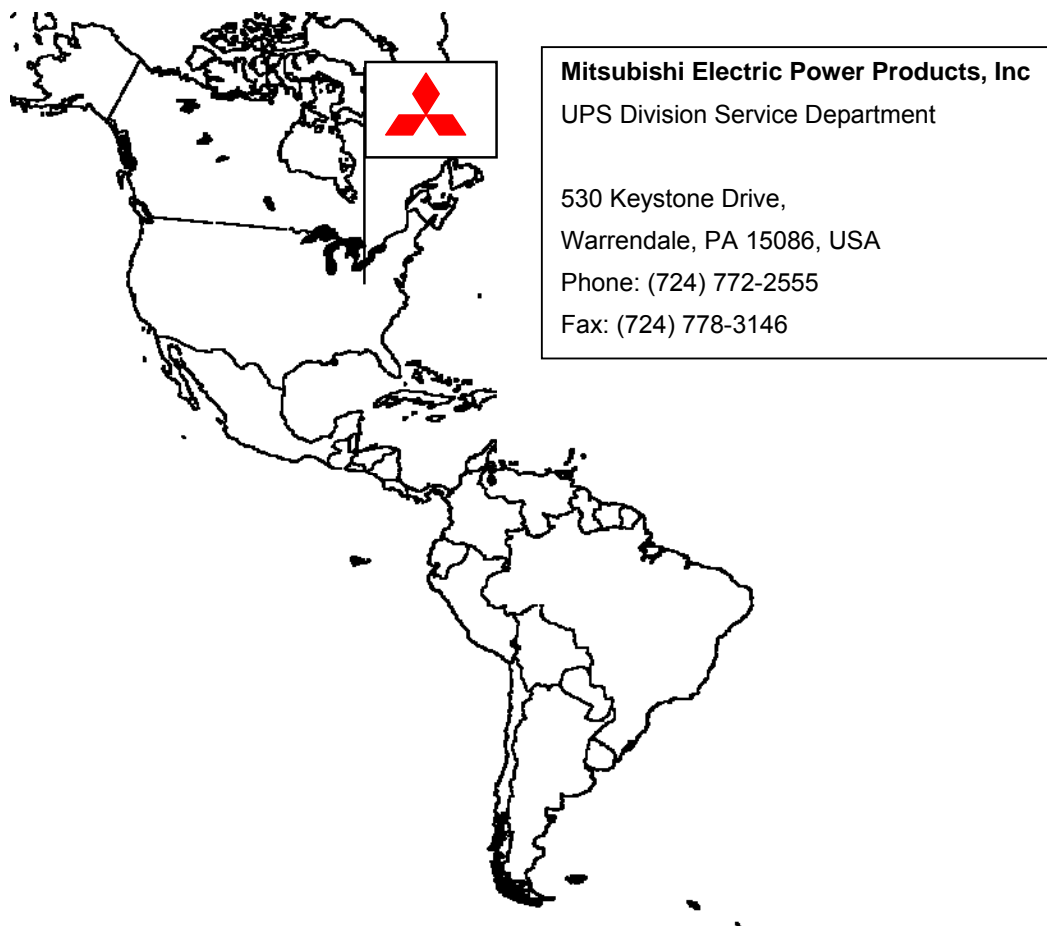 Mitsubishi Electric Power Products, Inc
UPS Division Service Department
530 Keystone Drive,
Warrendale, PA 15086, USA
Phone: (724) 772-2555
Fax: (724) 778-3146